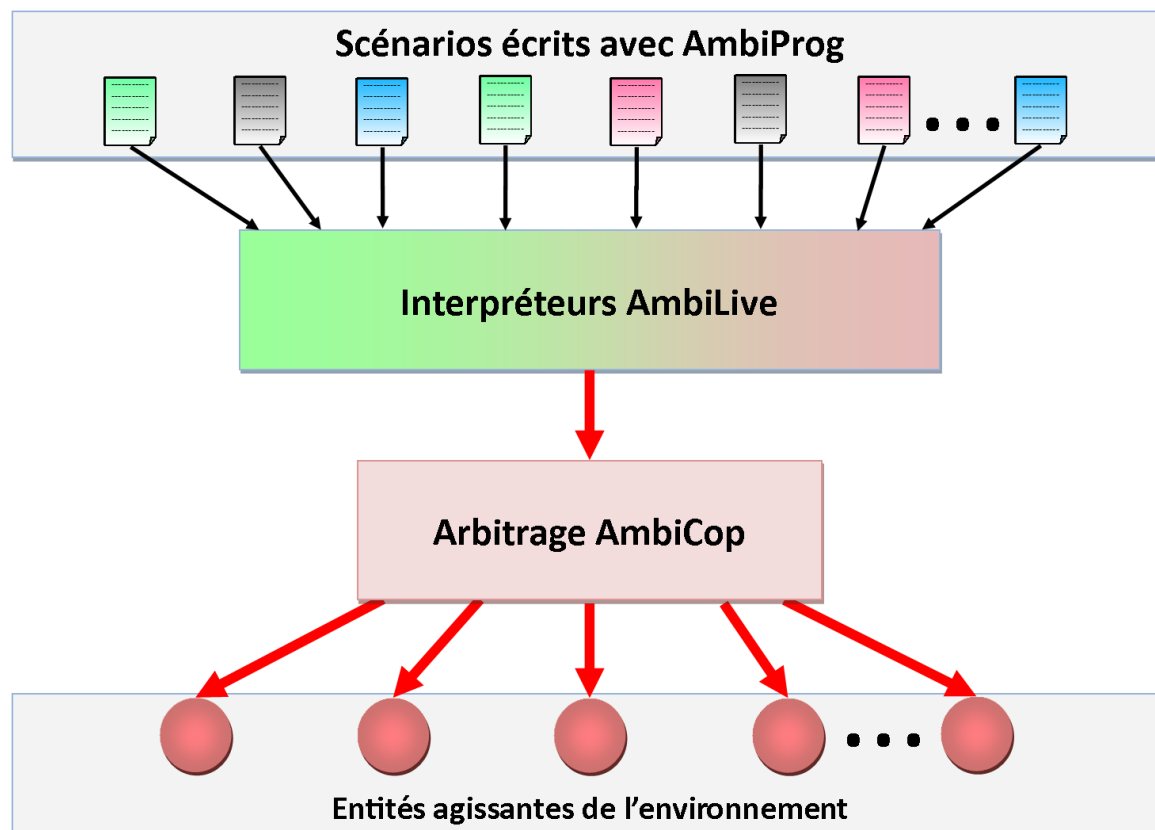 Scénarios écrits avec AmbiProg
Interpréteurs AmbiLive
Arbitrage AmbiCop
Entités agissantes de l'environnement